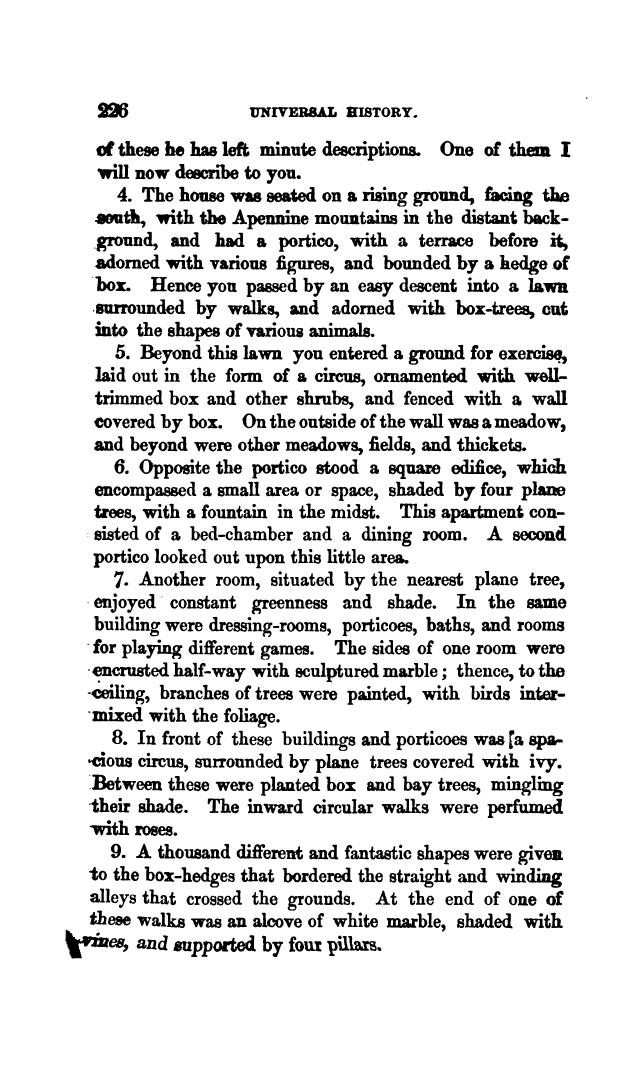 226 UNIVERSAL HISTORY.
of these he has left minute descriptions. One of them I
will now describe to you.
4. The house was seated on a rising ground, facing the
south, with the Apennine mountains in the distant back-
ground, and had a portico, with a terrace before it,
adorned with various figures, and bounded by a hedge of
box. Hence you passed by an easy descent into a lawn
surrounded by walks, and adorned with box-trees, cut
into the shapes of various animals.
5. Beyond this lawn you entered a ground for exercise,
laid out in the form of a circus, ornamented with well-
trimmed box and other shrubs, and fenced with a wall
covered by box. On the outside of the wall was a meadow,
and beyond were other meadows, fields, and thickets.
6. Opposite the portico stood a square edifice, which
encompassed a small area or space, shaded by four plane
trees, with a fountain in the midst. This apartment con-
sisted of a bed-chamber and a dining room. A second
portico looked out upon this little area.
7. Another room, situated by the nearest plane tree,
enjoyed constant greenness and shade. In the same
building were dressing-rooms, porticoes, baths, and rooms
for playing different games. The sides of one room were
encrusted half-way with sculptured marble; thence, to the
ceiling, branches of trees were painted, with birds inter-
mixed with the foliage.
8. In front of these buildings and porticoes was [a spa-
cious circus, surrounded by plane trees covered with ivy.
Between these were planted box and bay trees, mingling
their shade. The inward circular walks were perfumed
with roses.
9. A thousand different and fantastic shapes were given
to the box-hedges that bordered the straight and winding
alleys that crossed the grounds. At the end of one of
these walks was an alcove of white marble, shaded with
vines, and supported by four pillars.